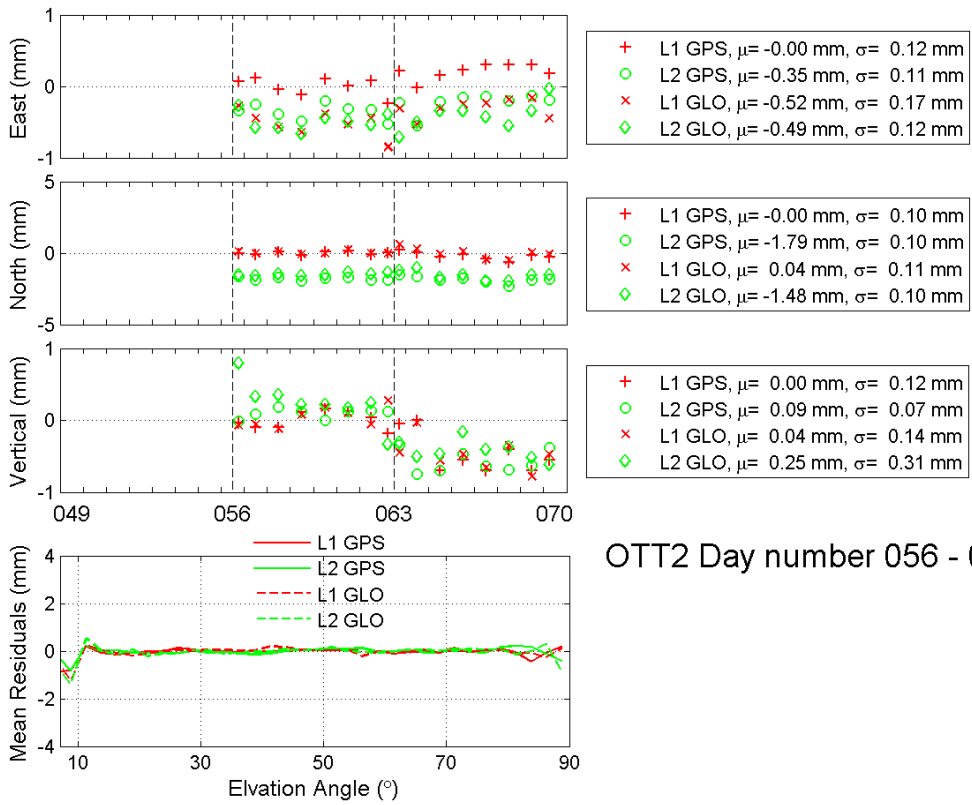 1
0
-1
East (mm)
L1 GPS, μ= -0.00 mm, σ= 0.12 mm
L2 GPS, μ= -0.35 mm, σ= 0.11 mm
L1 GLO, μ= -0.52 mm, σ= 0.17 mm
L2 GLO, μ= -0.49 mm, σ= 0.12 mm
5
0
-5
North (mm)
L1 GPS, μ= -0.00 mm, σ= 0.10 mm
L2 GPS, μ= -1.79 mm, σ= 0.10 mm
L1 GLO, μ= 0.04 mm, σ= 0.11 mm
L2 GLO, μ= -1.48 mm, σ= 0.10 mm
1
0
-1
Vertical (mm)
L1 GPS, μ= 0.00 mm, σ= 0.12 mm
L2 GPS, μ= 0.09 mm, σ= 0.07 mm
L1 GLO, μ= 0.04 mm, σ= 0.14 mm
L2 GLO, μ= 0.25 mm, σ= 0.31 mm
049 056 063 070
L1 GPS
L2 GPS
L1 GLO
L2 GLO
OTT2 Day number 056 -
4
2
0
-2
-4
Mean Residuals (mm)
10 30 50 70 90
Elvation Angle (°)